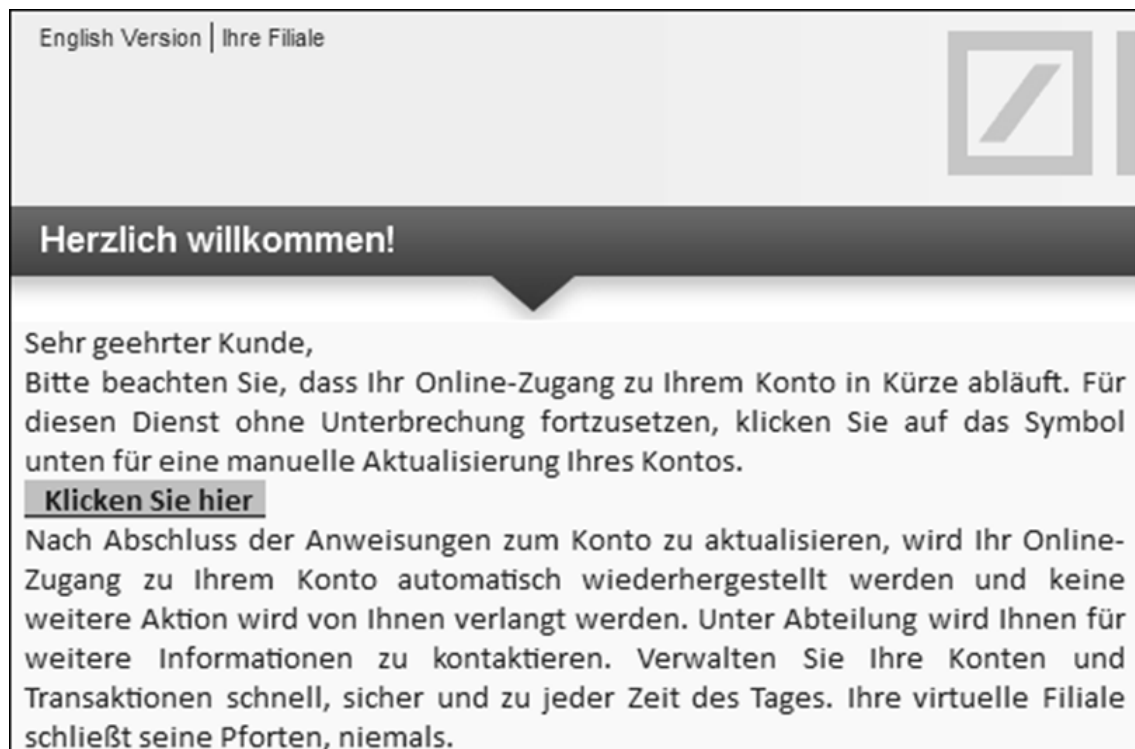 English Version | Ihre Filiale
Herzlich willkommen!
Sehr geehrter Kunde,
Bitte beachten Sie, dass Ihr Online-Zugang zu Ihrem Konto in Kürze abläuft. Für
diesen Dienst ohne Unterbrechung fortzusetzen, klicken Sie auf das Symbol
unten für eine manuelle Aktualisierung Ihres Kontos.
Klicken Sie hier
Nach Abschluss der Anweisungen zum Konto zu aktualisieren, wird Ihr Online-
Zugang zu Ihrem Konto automatisch wiederhergestellt werden und keine
weitere Aktion wird von Ihnen verlangt werden. Unter Abteilung wird Ihnen für
weitere Informationen zu kontaktieren. Verwalten Sie Ihre Konten und
Transaktionen schnell, sicher und zu jeder Zeit des Tages. Ihre virtuelle Filiale
schließt seine Pforten, niemals.